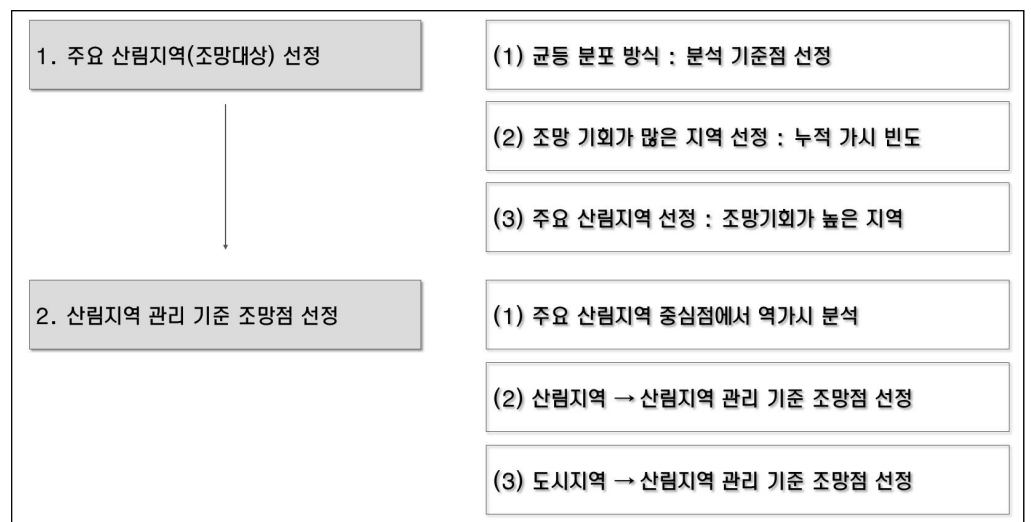 1. 주요 산림지역(조망대상) 선정
(1) 균등 분포 방식 : 분석 기준점 선정
(2) 조망 기회가 많은 지역 선정 : 누적 가시 빈도
(3) 주요 산림지역 선정 : 조망기회가 높은 지역
2. 산림지역 관리 기준 조망점 선정
(1) 주요 산림지역 중심점에서 역가시 분석
(2) 산림지역 → 산림지역 관리 기준 조망점 선정
(3) 도시지역 → 산림지역 관리 기준 조망점 선정